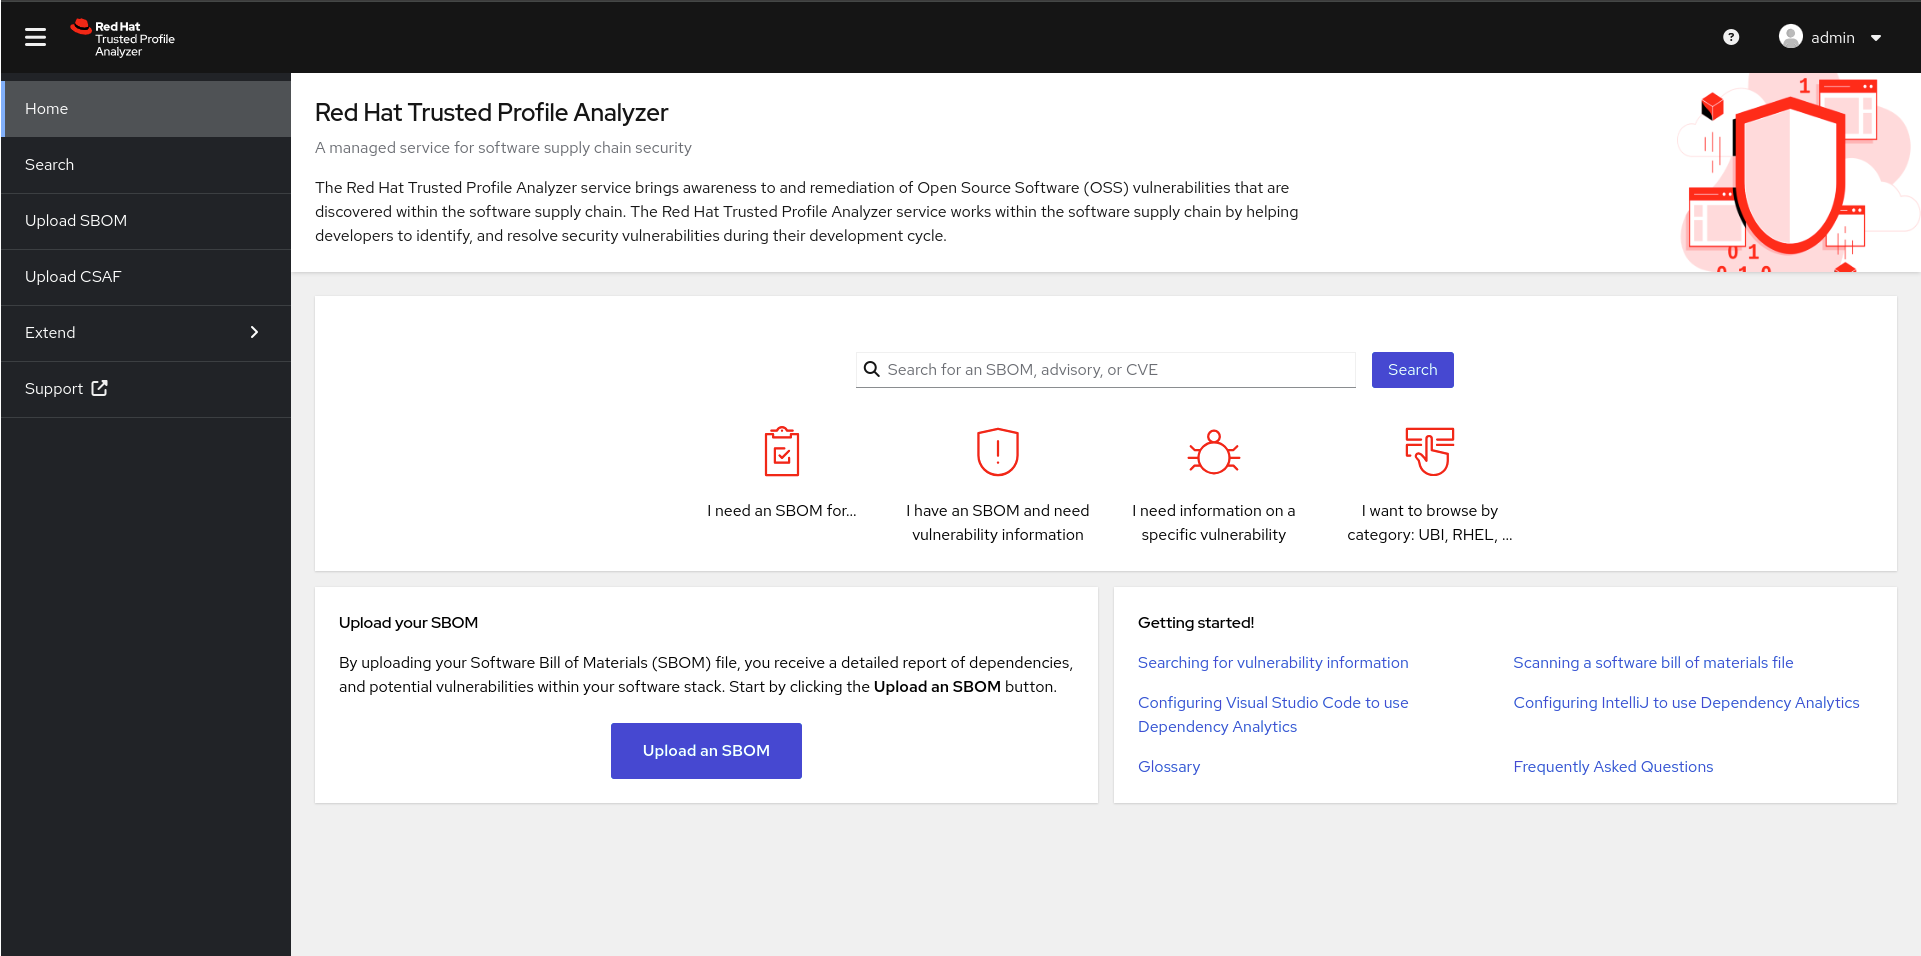 Red Hat
Trusted Profile
Analyzer
admin
Home
Search
Upload SBOM
Upload CSAF
Extend
Support
Red Hat Trusted Profile Analyzer
A managed service for software supply chain security
The Red Hat Trusted Profile Analyzer service brings awareness to and remediation of Open Source Software (OSS) vulnerabilities that are
discovered within the software supply chain. The Red Hat Trusted Profile Analyzer service works within the software supply chain by helping
developers to identify, and resolve security vulnerabilities during their development cycle.
1
0 1
0 1 0
Search for an SBOM, advisory, or CVE
Search
I need an SBOM for...
I have an SBOM and need
vulnerability information
I need information on a
specific vulnerability
I want to browse by
category: UBI, RHEL, ...
Upload your SBOM
By uploading your Software Bill of Materials (SBOM) file, you receive a detailed report of dependencies,
and potential vulnerabilities within your software stack. Start by clicking the Upload an SBOM button.
Upload an SBOM
Getting started!
Searching for vulnerability information
Scanning a software bill of materials file
Configuring Visual Studio Code to use
Dependency Analytics
Configuring IntelliJ to use Dependency Analytics
Glossary
Frequently Asked Questions